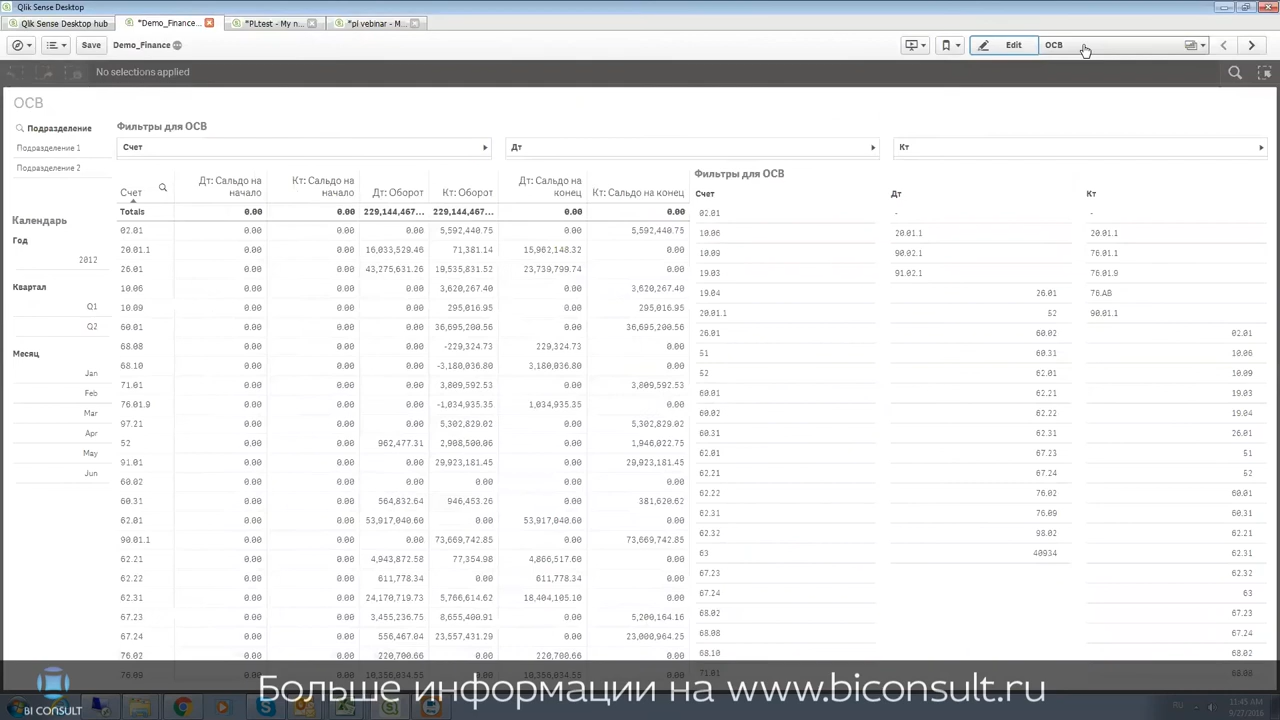 Qlik Sense Desktop
Qlik Sense Desktop hub
*Demo_Finance...
*PLtest - My n...
*pl vebinar - M...
Save
Demo_Finance
Edit
ОСВ
No selections applied
ОСВ
Подразделение
Подразделение 1
Подразделение 2
Календарь
Год
2012
Квартал
Q1
Q2
Месяц
Jan
Feb
Mar
Apr
May
Jun
Фильтры для ОСВ
Счет
Дт
Кт
Счет Дт: Сальдо на начало Кт: Сальдо на начало Дт: Оборот Кт: Оборот Дт: Сальдо на конец Кт: Сальдо на конец
Totals 0.00 0.00 229,144,467... 229,144,467... 0.00 0.00
02.01 0.00 0.00 0.00 5,592,440.75 0.00 5,592,440.75
20.01.1 0.00 0.00 16,033,529.46 71,381.14 15,962,148.32 0.00
26.01 0.00 0.00 43,275,631.26 19,535,831.52 23,739,799.74 0.00
10.06 0.00 0.00 0.00 3,620,267.40 0.00 3,620,267.40
10.09 0.00 0.00 0.00 295,016.95 0.00 295,016.95
60.01 0.00 0.00 0.00 36,695,200.56 0.00 36,695,200.56
68.08 0.00 0.00 0.00 -229,324.73 229,324.73 0.00
68.10 0.00 0.00 0.00 -3,180,036.80 3,180,036.80 0.00
71.01 0.00 0.00 0.00 3,809,592.53 0.00 3,809,592.53
76.01.9 0.00 0.00 0.00 -1,034,935.35 1,034,935.35 0.00
97.21 0.00 0.00 0.00 5,302,829.02 0.00 5,302,829.02
52 0.00 0.00 962,477.31 2,908,500.06 0.00 1,946,022.75
91.01 0.00 0.00 0.00 29,923,181.45 0.00 29,923,181.45
60.02 0.00 0.00 0.00 0.00 0.00 0.00
60.31 0.00 0.00 564,832.64 946,453.26 0.00 381,620.62
62.01 0.00 0.00 53,917,040.60 0.00 53,917,040.60 0.00
90.01.1 0.00 0.00 0.00 73,669,742.85 0.00 73,669,742.85
62.21 0.00 0.00 4,943,872.58 77,354.98 4,866,517.60 0.00
62.22 0.00 0.00 611,778.34 0.00 611,778.34 0.00
62.31 0.00 0.00 24,170,719.73 5,766,614.62 18,404,105.10 0.00
67.23 0.00 0.00 3,455,236.75 8,655,400.91 0.00 5,200,164.16
67.24 0.00 0.00 556,467.04 23,557,431.29 0.00 23,000,964.25
76.02 0.00 0.00 220,700.66 0.00 220,700.66 0.00
76.09 0.00 0.00 10,356,034.55 0.00 10,356,034.55 0.00
Фильтры для ОСВ
Счет
02.01
10.06
10.09
19.03
19.04
20.01.1
26.01
51
52
60.01
60.02
60.31
62.01
62.21
62.22
62.31
62.32
63
67.23
67.24
68.02
68.08
68.10
71.01
Дт
-
20.01.1
90.02.1
91.02.1
26.01
52
60.02
60.31
62.01
62.21
62.22
62.31
67.23
67.24
76.02
76.09
98.02
40934
Кт
-
20.01.1
76.01.1
76.01.9
76.АВ
90.01.1
02.01
10.06
10.09
19.03
19.04
26.01
51
52
60.01
60.31
62.21
62.31
62.32
63
67.23
67.24
68.02
68.08
Больше информации на www.biconsult.ru
BI CONSULT
RU
11:45 AM
9/27/2016